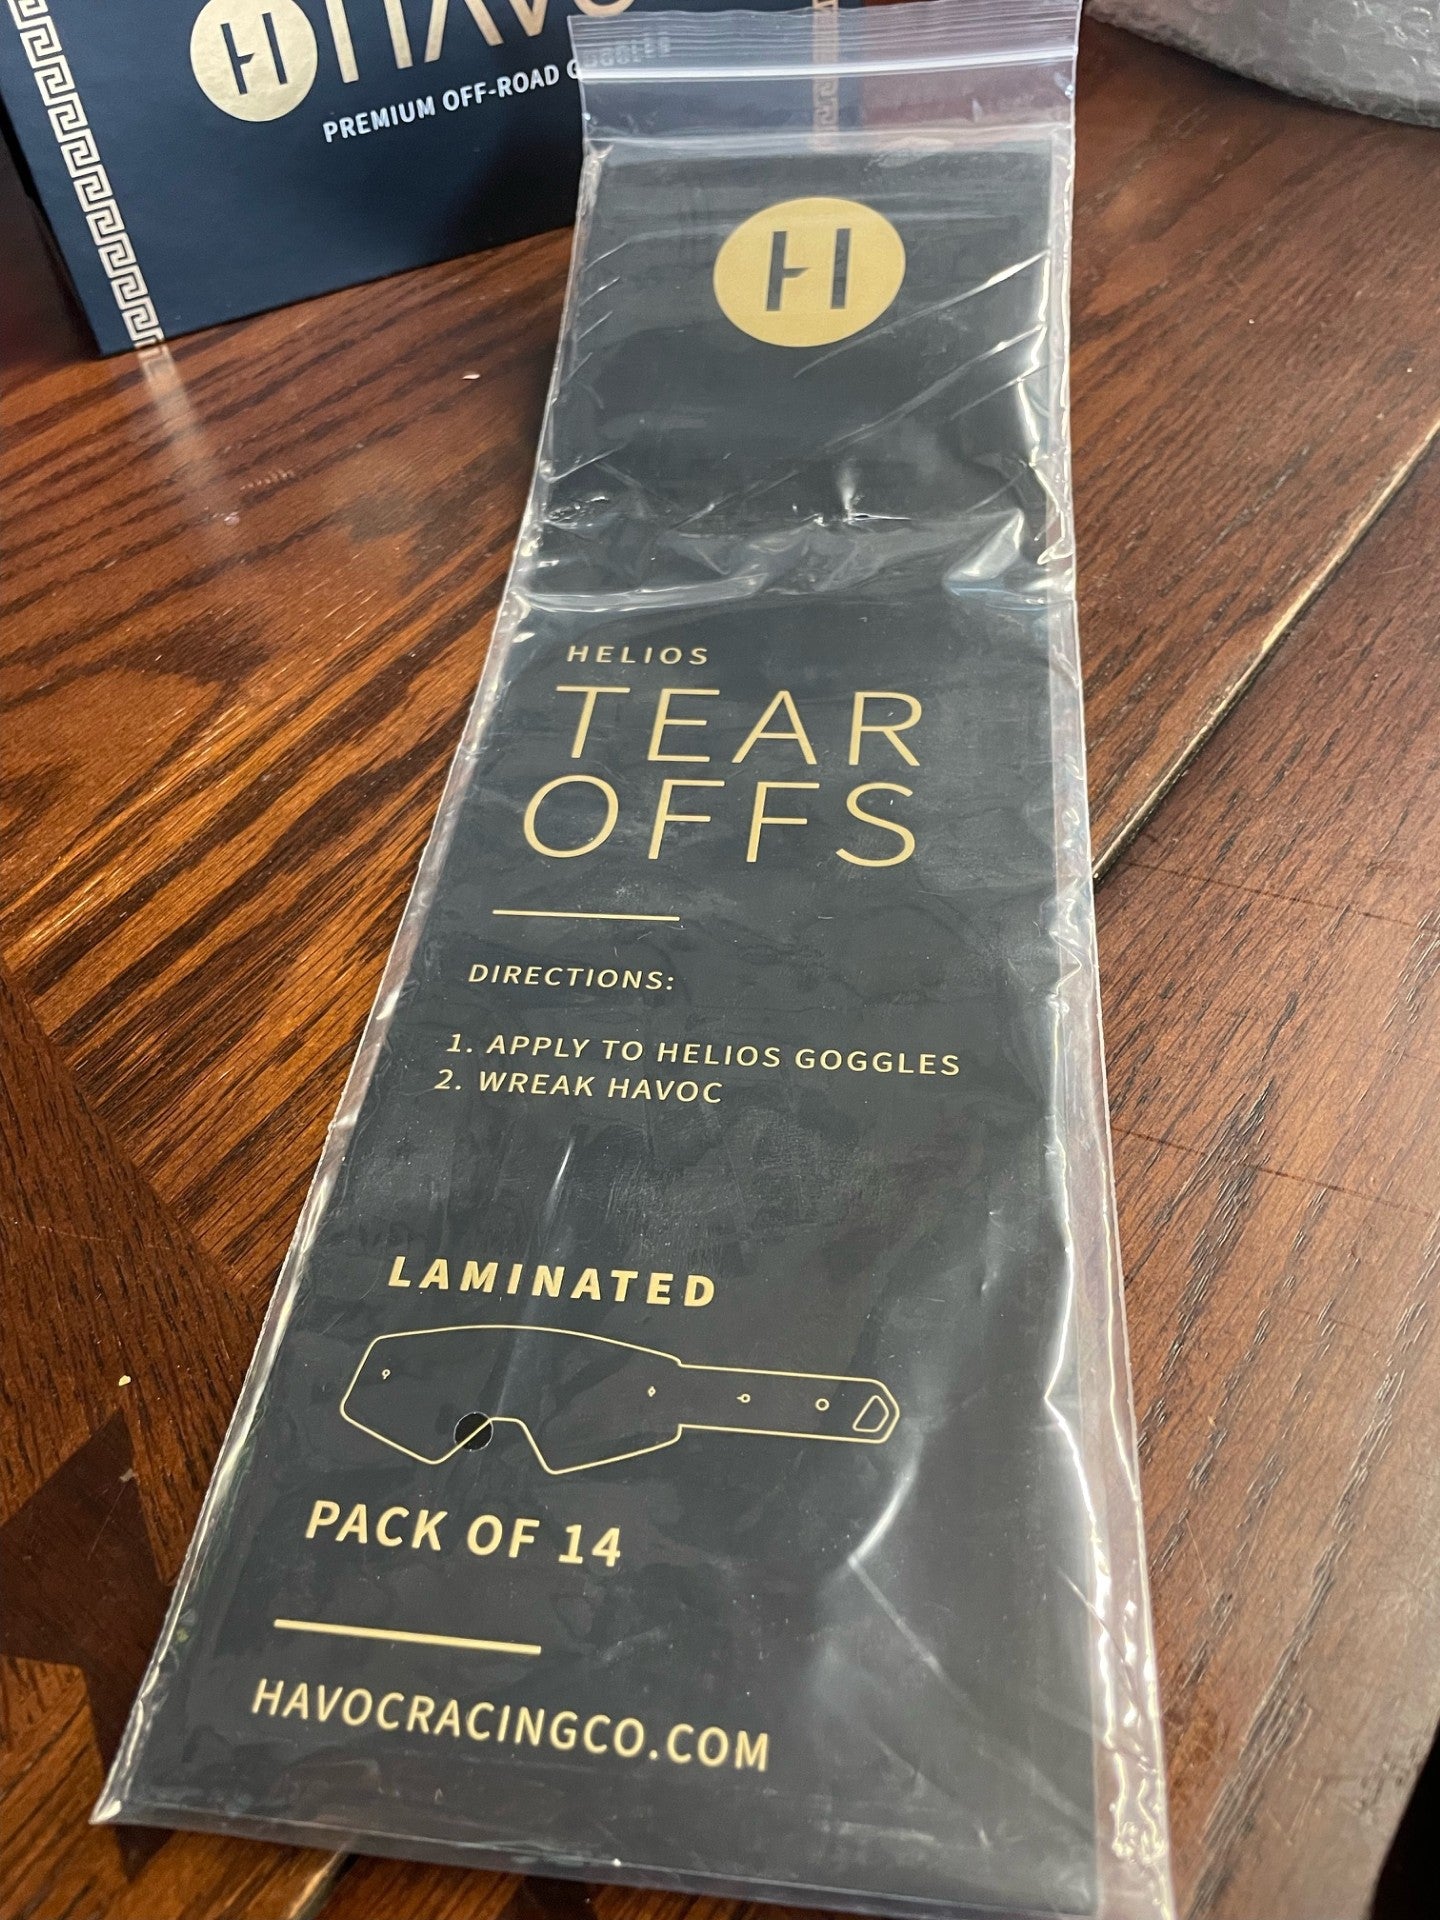 H
PREMIUM OFF-ROAD GOGGLES
H
HELIOS
TEAR
OFFS
DIRECTIONS:
1. APPLY TO HELIOS GOGGLES
2. WREAK HAVOC
LAMINATED
PACK OF 14
HAVOCRACINGCO.COM